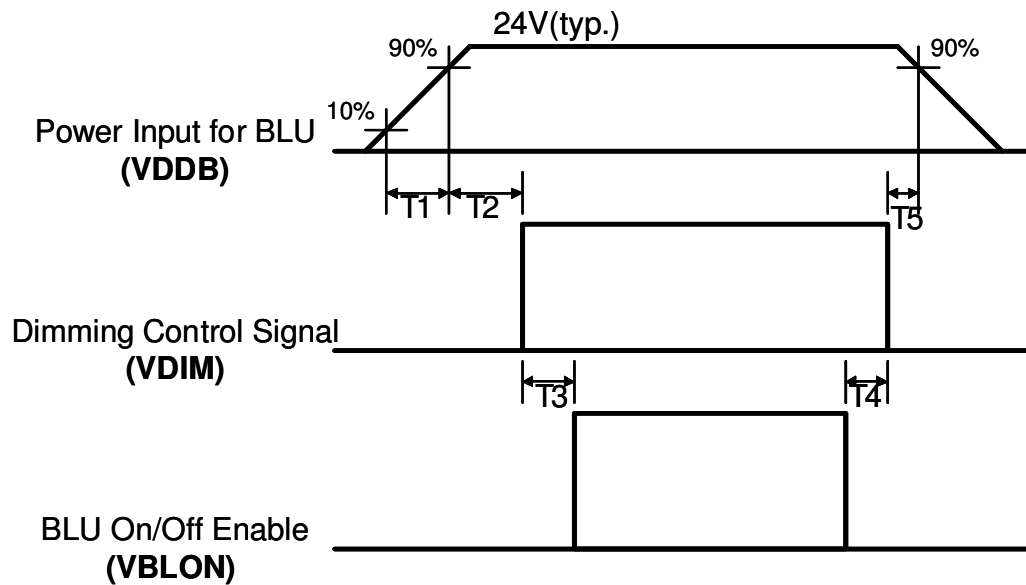 24V(typ.)
90%
90%
10%
Power Input for BLU
(VDDB)
T1
T2
T5
Dimming Control Signal
(VDIM)
T3
T4
BLU On/Off Enable
(VBLON)